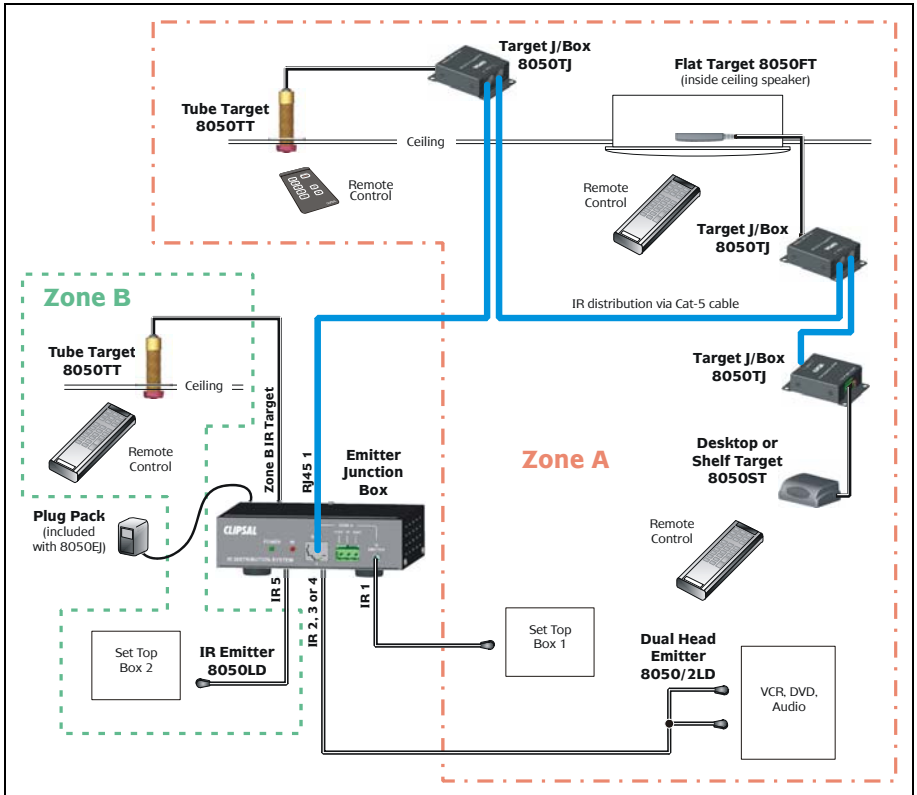 Target J/Box
8050TJ
Flat Target 8050FT
(inside ceiling speaker)
Tube Target
8050TT
Ceiling
Remote
Control
Remote
Control
Target J/Box
8050TJ
IR distribution via Cat-5 cable
Zone B
Tube Target
8050TT
Ceiling
Target J/Box
8050TJ
Remote
Control
Zone B IR Target
RJ45 1
Emitter
Junction
Box
Zone A
Desktop or
Shelf Target
8050ST
Plug Pack
(included
with 8050EJ)
CLIPSAL
POWER
IR DISTRIBUTION SYSTEM
Remote
Control
IR 5
IR 2, 3 or 4
IR 1
Set Top
Box 2
IR Emitter
8050LD
Set Top
Box 1
Dual Head
Emitter
8050/2LD
VCR, DVD,
Audio